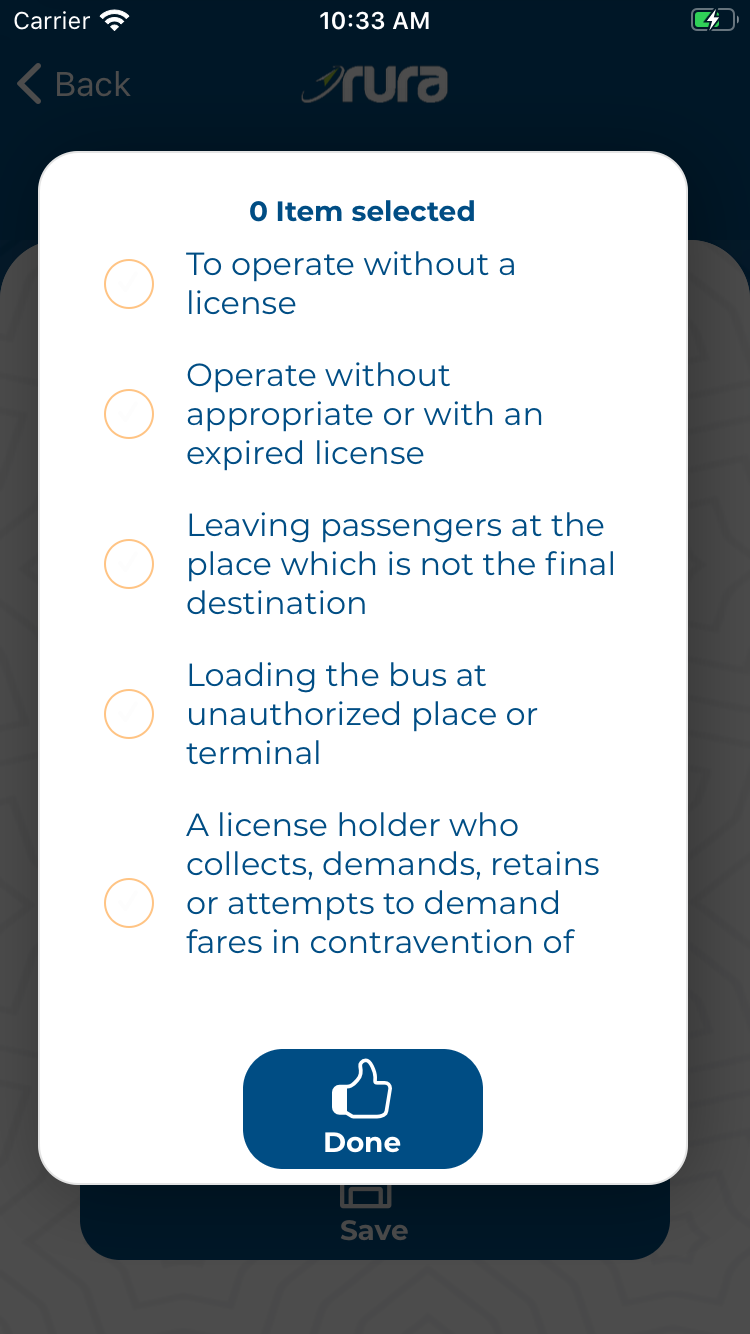 Carrier 10:33 AM
Back rura
0 Item selected
To operate without a
license
Operate without
appropriate or with an
expired license
Leaving passengers at the
place which is not the final
destination
Loading the bus at
unauthorized place or
terminal
A license holder who
collects, demands, retains
or attempts to demand
fares in contravention of
Done
Save